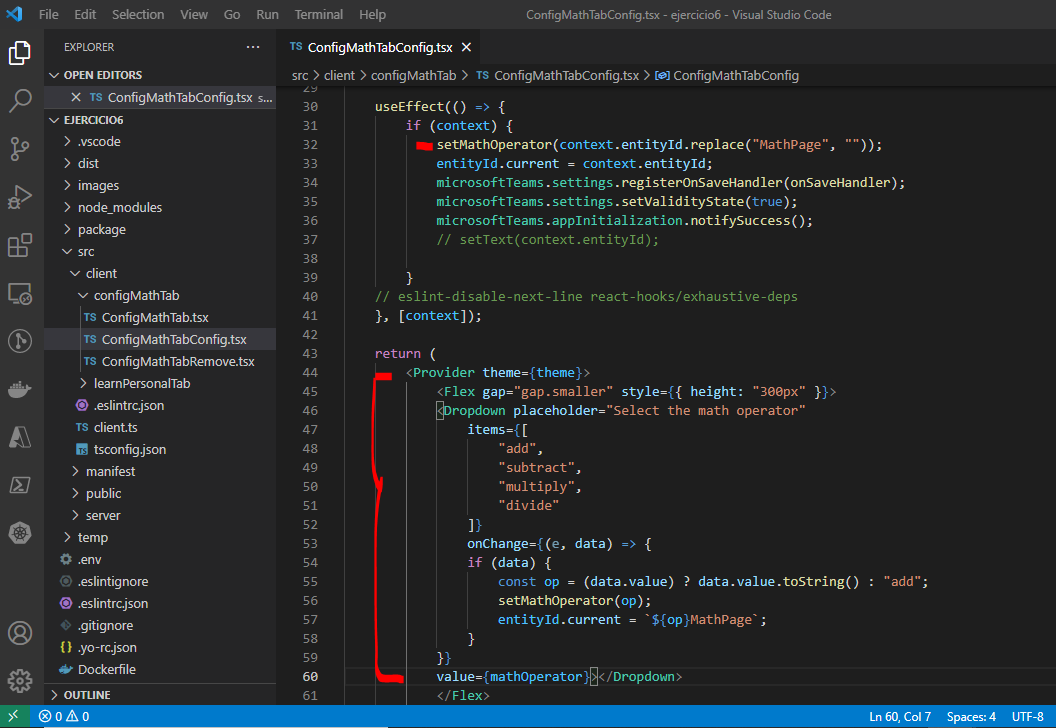 File Edit Selection View Go Run Terminal Help ConfigMathTabConfig.tsx - ejercicio6 - Visual Studio Code
EXPLORER ···
OPEN EDITORS
TS ConfigMathTabConfig.tsx s...
EJERCICIO6
.vscode
dist
images
node_modules
package
src
client
configMathTab
TS ConfigMathTab.tsx
TS ConfigMathTabConfig.tsx
TS ConfigMathTabRemove.tsx
learnPersonalTab
.eslintrc.json
TS client.ts
TS tsconfig.json
manifest
public
server
temp
.env
.eslintignore
.eslintrc.json
.gitignore
{} .yo-rc.json
Dockerfile
OUTLINE
TS ConfigMathTabConfig.tsx
src > client > configMathTab > TS ConfigMathTabConfig.tsx > ConfigMathTabConfig
29
30 useEffect(() => {
31 if (context) {
32 setMathOperator(context.entityId.replace("MathPage", ""));
33 entityId.current = context.entityId;
34 microsoftTeams.settings.registerOnSaveHandler(onSaveHandler);
35 microsoftTeams.settings.setValidityState(true);
36 microsoftTeams.appInitialization.notifySuccess();
37 // setText(context.entityId);
38
39 }
40 // eslint-disable-next-line react-hooks/exhaustive-deps
41 }, [context]);
42
43 return (
44 <Provider theme={theme}>
45 <Flex gap="gap.smaller" style={{ height: "300px" }}>
46 <Dropdown placeholder="Select the math operator"
47 items={[
48 "add",
49 "subtract",
50 "multiply",
51 "divide"
52 ]}
53 onChange={(e, data) => {
54 if (data) {
55 const op = (data.value) ? data.value.toString() : "add";
56 setMathOperator(op);
57 entityId.current = `${op}MathPage`;
58 }
59 }}
60 value={mathOperator}></Dropdown>
61 </Flex>
0 0 Ln 60, Col 7 Spaces: 4 UTF-8